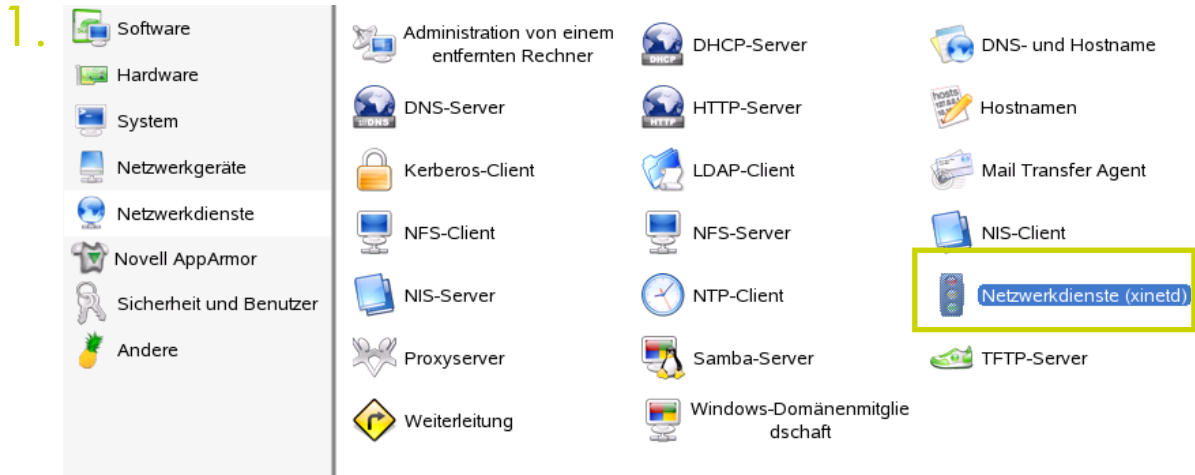 1.
Software
Hardware
System
Netzwerkgeräte
Netzwerkdienste
Novell AppArmor
Sicherheit und Benutzer
Andere
Administration von einem
entfernten Rechner
DHCP-Server
DNS- und Hostname
DNS-Server
HTTP-Server
Hostnamen
Kerberos-Client
LDAP-Client
Mail Transfer Agent
NFS-Client
NFS-Server
NIS-Client
NIS-Server
NTP-Client
Netzwerkdienste (xinetd)
Proxyserver
Samba-Server
TFTP-Server
Weiterleitung
Windows-Domänenmitglie
dschaft